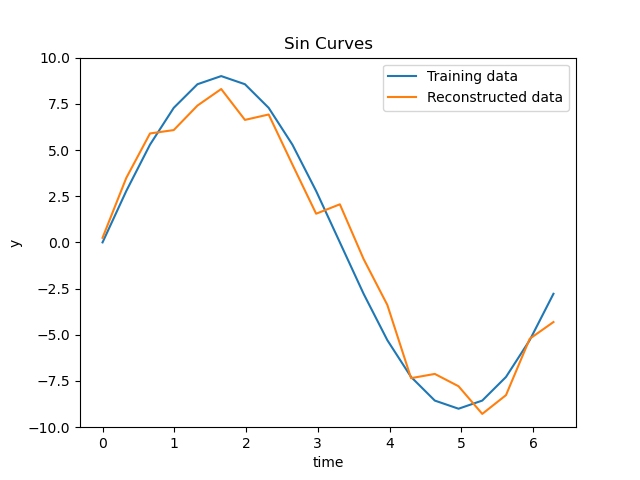 Sin Curves
Training data
Reconstructed data
10.0
7.5
5.0
2.5
0.0
−2.5
−5.0
−7.5
−10.0
y
0 1 2 3 4 5 6
time